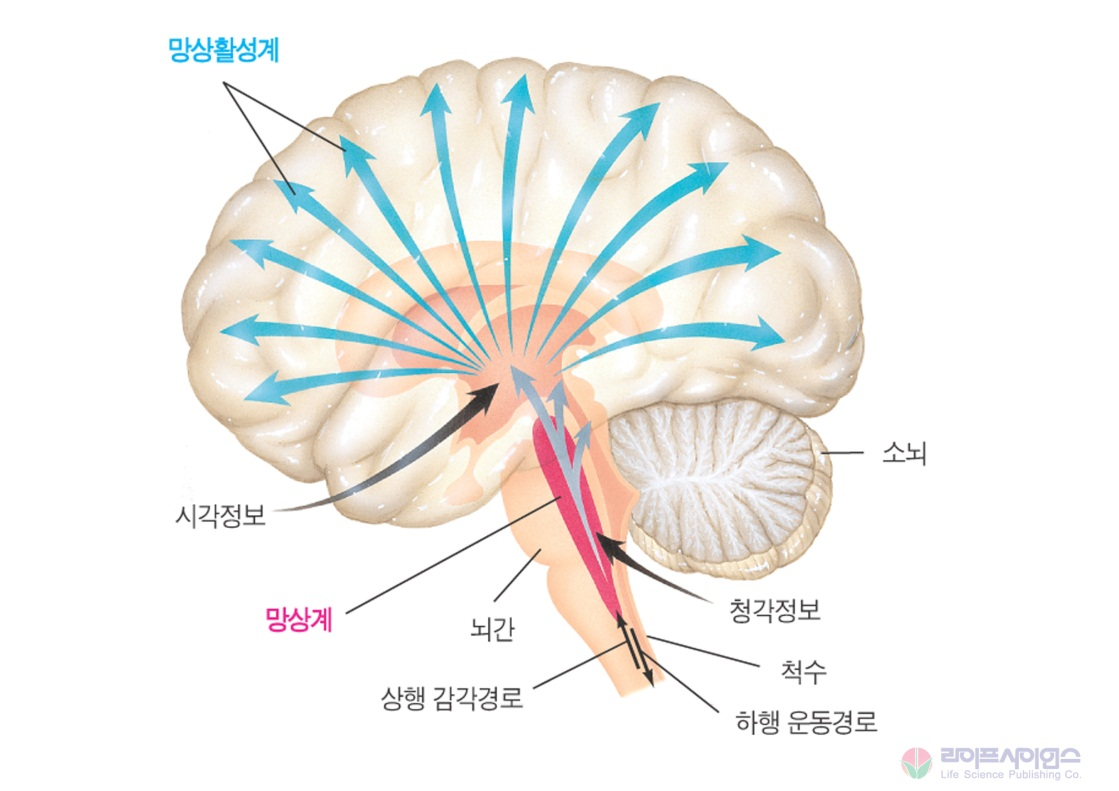 망상활성계
소뇌
시각정보
청각정보
망상계
뇌간
척수
상행 감각경로
하행 운동경로
라이프사이언스
Life Science Publishing Co.